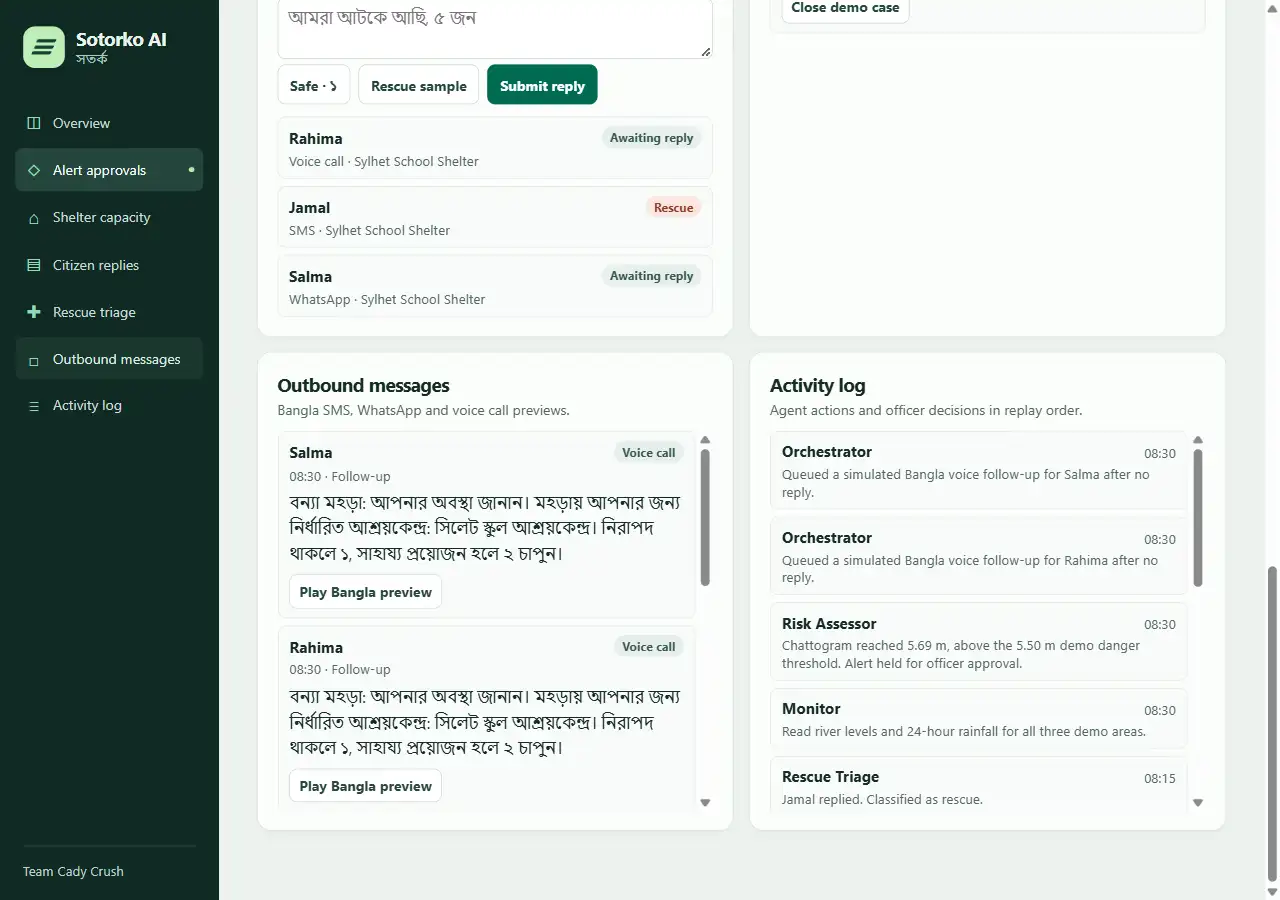 Sotorko AI
সতর্ক
Overview
Alert approvals
Shelter capacity
Citizen replies
Rescue triage
Outbound messages
Activity log
Team Cady Crush
আমরা আটকে আছি, ৫ জন
Safe · ১
Rescue sample
Submit reply
Rahima
Awaiting reply
Voice call · Sylhet School Shelter
Jamal
Rescue
SMS · Sylhet School Shelter
Salma
Awaiting reply
WhatsApp · Sylhet School Shelter
Close demo case
Outbound messages
Bangla SMS, WhatsApp and voice call previews.
Salma
Voice call
08:30 · Follow-up
বন্যা মহড়া: আপনার অবস্থা জানান। মহড়ায় আপনার জন্য
নির্ধারিত আশ্রয়কেন্দ্র: সিলেট স্কুল আশ্রয়কেন্দ্র। নিরাপদ
থাকলে ১, সাহায্য প্রয়োজন হলে ২ চাপুন।
Play Bangla preview
Rahima
Voice call
08:30 · Follow-up
বন্যা মহড়া: আপনার অবস্থা জানান। মহড়ায় আপনার জন্য
নির্ধারিত আশ্রয়কেন্দ্র: সিলেট স্কুল আশ্রয়কেন্দ্র। নিরাপদ
থাকলে ১, সাহায্য প্রয়োজন হলে ২ চাপুন।
Play Bangla preview
Activity log
Agent actions and officer decisions in replay order.
Orchestrator
08:30
Queued a simulated Bangla voice follow-up for Salma after no
reply.
Orchestrator
08:30
Queued a simulated Bangla voice follow-up for Rahima after no
reply.
Risk Assessor
08:30
Chattogram reached 5.69 m, above the 5.50 m demo danger
threshold. Alert held for officer approval.
Monitor
08:30
Read river levels and 24-hour rainfall for all three demo areas.
Rescue Triage
08:15
Jamal replied. Classified as rescue.